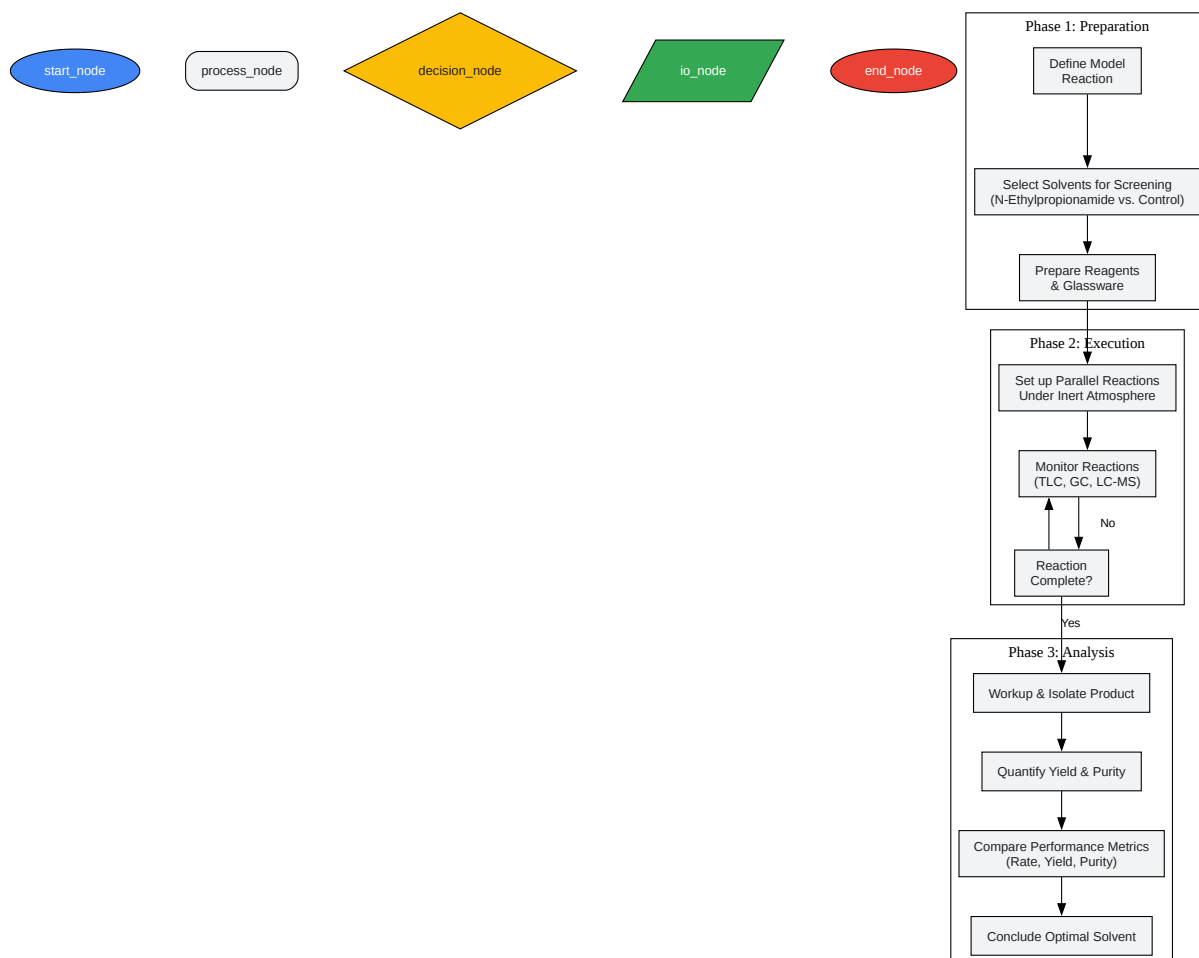 start_node
process_node
decision_node
io_node
end_node
Phase 1: Preparation
Define Model
Reaction
Select Solvents for Screening
(N-Ethylpropionamide vs. Control)
Prepare Reagents
& Glassware
Phase 2: Execution
Set up Parallel Reactions
Under Inert Atmosphere
Monitor Reactions
(TLC, GC, LC-MS)
No
Reaction
Complete?
Yes
Phase 3: Analysis
Workup & Isolate Product
Quantify Yield & Purity
Compare Performance Metrics
(Rate, Yield, Purity)
Conclude Optimal Solvent